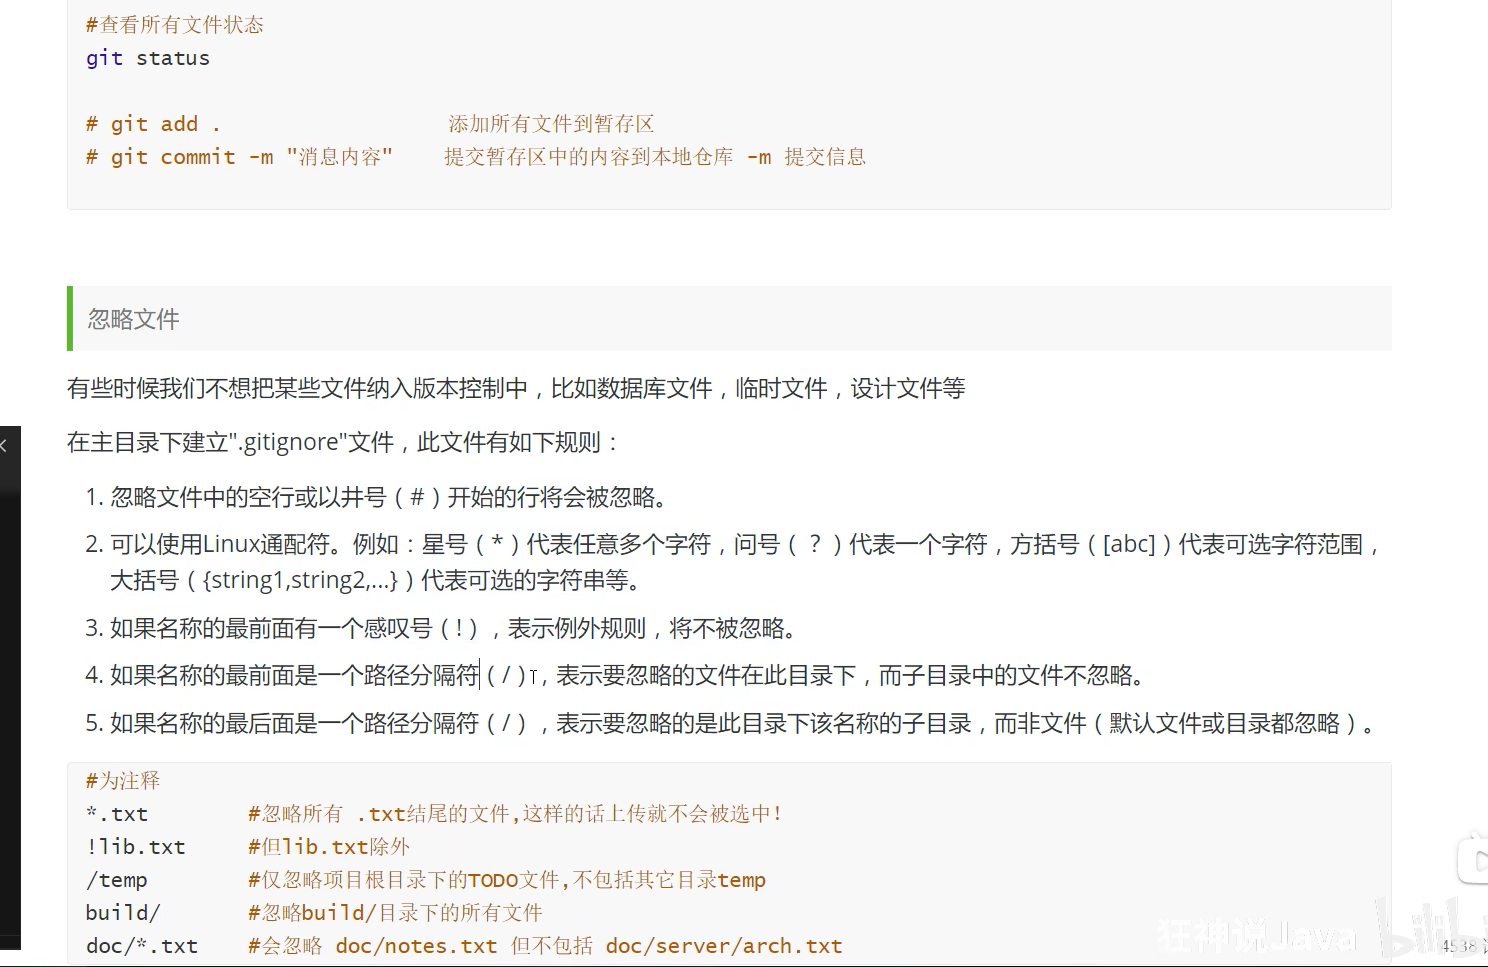 #查看所有文件状态
git status
# git add .                  添加所有文件到暂存区
# git commit -m "消息内容"    提交暂存区中的内容到本地仓库 -m 提交信息
忽略文件
有些时候我们不想把某些文件纳入版本控制中，比如数据库文件，临时文件，设计文件等
在主目录下建立".gitignore"文件，此文件有如下规则：
1. 忽略文件中的空行或以井号（#）开始的行将会被忽略。
2. 可以使用Linux通配符。例如：星号（*）代表任意多个字符，问号（？）代表一个字符，方括号（[abc]）代表可选字符范围，
大括号（{string1,string2,...}）代表可选的字符串等。
3. 如果名称的最前面有一个感叹号（!），表示例外规则，将不被忽略。
4. 如果名称的最前面是一个路径分隔符（/），表示要忽略的文件在此目录下，而子目录中的文件不忽略。
5. 如果名称的最后面是一个路径分隔符（/），表示要忽略的是此目录下该名称的子目录，而非文件（默认文件或目录都忽略）。
#为注释
*.txt        #忽略所有 .txt结尾的文件,这样的话上传就不会被选中!
!lib.txt     #但lib.txt除外
/temp        #仅忽略项目根目录下的TODO文件,不包括其它目录temp
build/       #忽略build/目录下的所有文件
doc/*.txt    #会忽略 doc/notes.txt 但不包括 doc/server/arch.txt
狂神说Java
4538